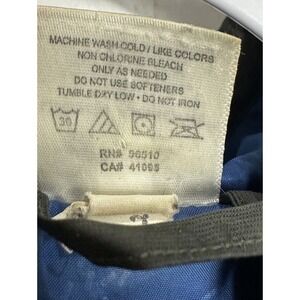 MACHINE WASH COLD / LIKE COLORS
NON CHLORINE BLEACH
ONLY AS NEEDED
DO NOT USE SOFTENERS
TUMBLE DRY LOW • DO NOT IRON
30
RN# 96510
CA# 41095